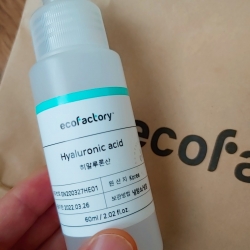 ecofactory
Hyaluronic acid
히알루론산
원 산 지 Korea
2022.03.26
60ml / 2.02 fl.oz.
ecofa